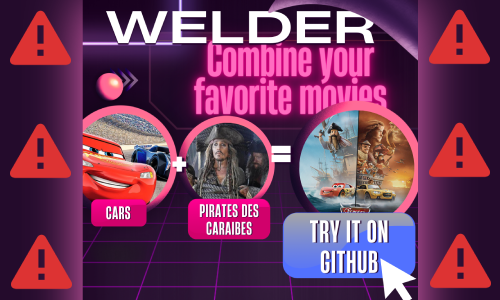 WELDER
Combine your
favorite movies
CARS
+
PIRATES DES
CARAIBES
=
TRY IT ON
GITHUB